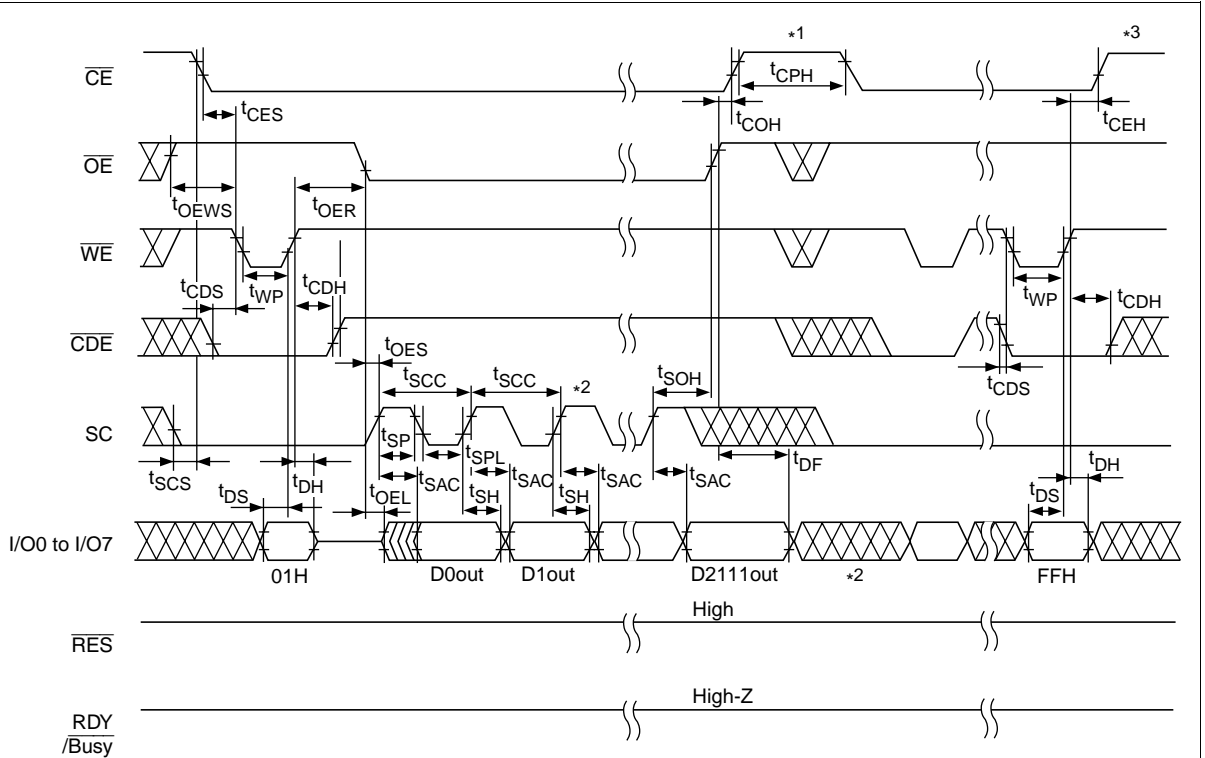 *1 *3
CE tCPH
tCES tCOH tCEH
OE
tOEWS tOER
WE
tCDS tWP tCDH tWP tCDH
CDE
tOES tCDS
tSCC tSCC *2 tSOH
SC
tSP tSPL tDF
tSCS tDH tSAC tSAC tSAC tDH
tDS tOEL tSH tSH tDS
I/O0 to I/O7
01H D0out D1out D2111out *2 FFH
High
RES
High-Z
RDY
/Busy